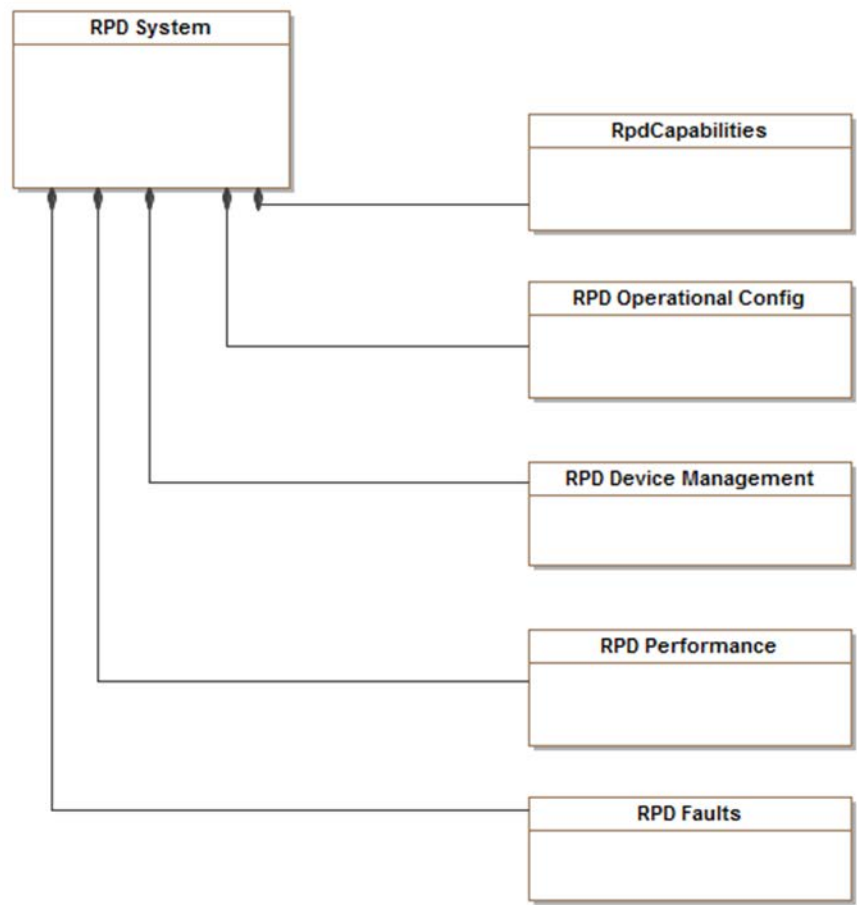 RPD System
RpdCapabilities
RPD Operational Config
RPD Device Management
RPD Performance
RPD Faults